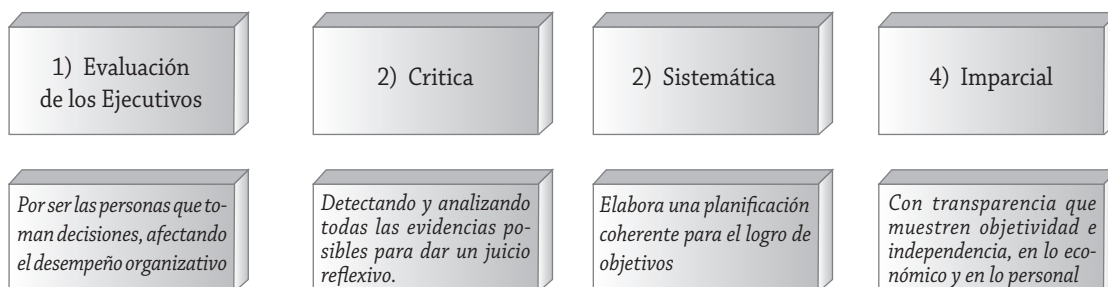 1) Evaluación
de los Ejecutivos
2) Critica
2) Sistemática
4) Imparcial
Por ser las personas que to-
man decisiones, afectando
el desempeño organizativo
Detectando y analizando
todas las evidencias po-
sibles para dar un juicio
reflexivo.
Elabora una planificación
coherente para el logro de
objetivos
Con transparencia que
muestren objetividad e
independencia, en lo eco-
nómico y en lo personal